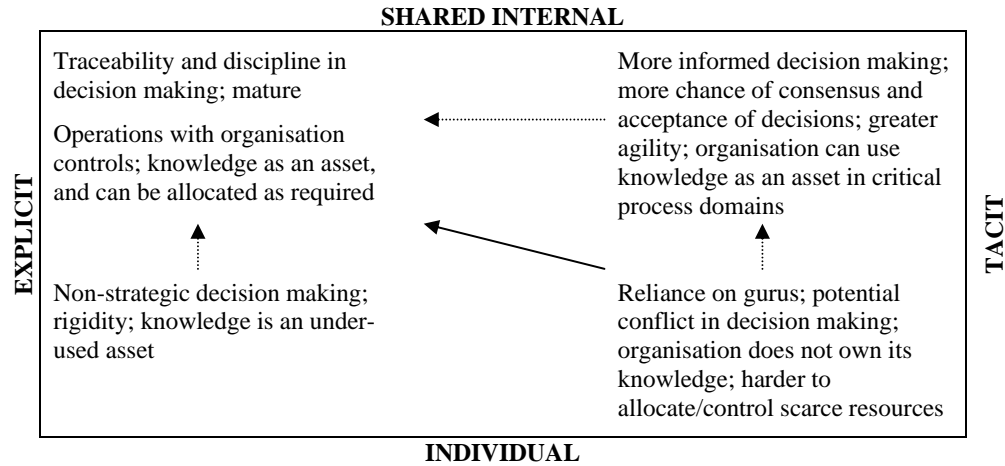 SHARED INTERNAL
EXPLICIT
Traceability and discipline in
decision making; mature
Operations with organisation
controls; knowledge as an asset,
and can be allocated as required
More informed decision making;
more chance of consensus and
acceptance of decisions; greater
agility; organisation can use
knowledge as an asset in critical
process domains
TACIT
Non-strategic decision making;
rigidity; knowledge is an under-
used asset
Reliance on gurus; potential
conflict in decision making;
organisation does not own its
knowledge; harder to
allocate/control scarce resources
INDIVIDUAL